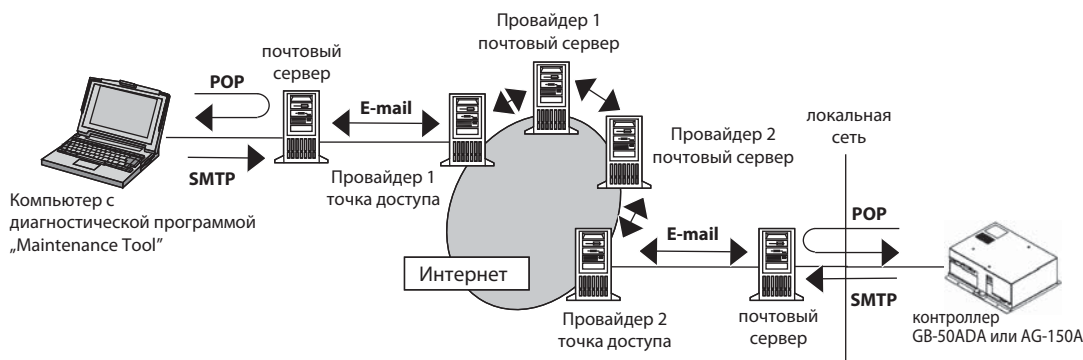 Провайдер 1
почтовый сервер
почтовый
сервер
POP
E-mail
SMTP
Провайдер 1
точка доступа
Компьютер с
диагностической программой
„Maintenance Tool”
Провайдер 2
почтовый сервер
локальная
сеть
Интернет
E-mail
POP
SMTP
Провайдер 2
точка доступа
почтовый
сервер
контроллер
GB-50ADA или AG-150A